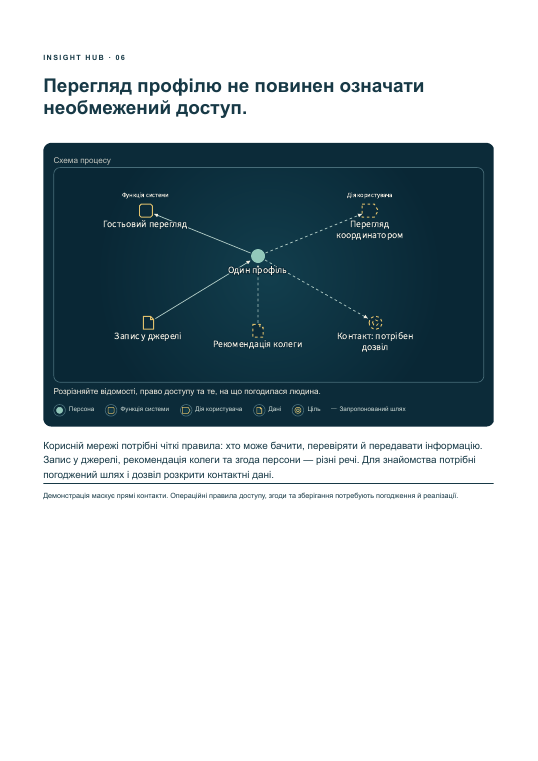 INSIGHT HUB · 06
Перегляд профілю не повинен означати
необмежений доступ.
Схема процесу
Функція системи
Дія користувача
Гостьовий перегляд
Перегляд
координатором
Один профіль
Запис у джерелі
Рекомендація колеги
Контакт: потрібен
дозвіл
Розрізняйте відомості, право доступу та те, на що погодилася людина.
Персона Функція системи Дія користувача Дані Ціль Запропонований шлях
Корисній мережі потрібні чіткі правила: хто може бачити, перевіряти й передавати інформацію.
Запис у джерелі, рекомендація колеги та згода персони — різні речі. Для знайомства потрібні
погоджений шлях і дозвіл розкрити контактні дані.
Демонстрація маскує прямі контакти. Операційні правила доступу, згоди та зберігання потребують погодження й реалізації.